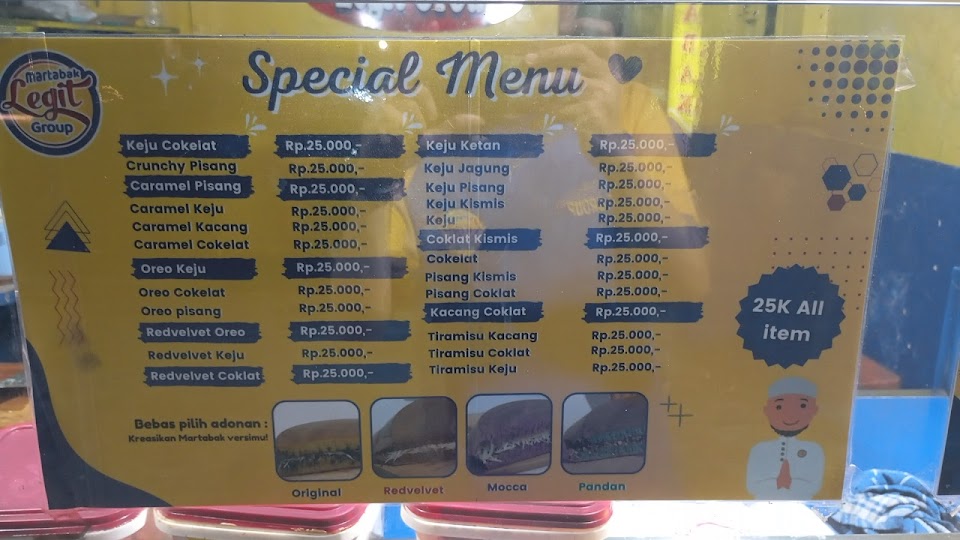 martabak
Legit
Group
Special Menu
Keju Cokelat Rp.25.000,-
Crunchy Pisang Rp.25.000,-
Caramel Pisang Rp.25.000,-
Caramel Keju Rp.25.000,-
Caramel Kacang Rp.25.000,-
Caramel Cokelat Rp.25.000,-
Oreo Keju Rp.25.000,-
Oreo Cokelat Rp.25.000,-
Oreo pisang Rp.25.000,-
Redvelvet Oreo Rp.25.000,-
Redvelvet Keju Rp.25.000,-
Redvelvet Coklat Rp.25.000,-
Keju Ketan Rp.25.000,-
Keju Jagung Rp.25.000,-
Keju Pisang Rp.25.000,-
Keju Kismis Rp.25.000,-
Keju Rp.25.000,-
Coklat Kismis Rp.25.000,-
Cokelat Rp.25.000,-
Pisang Kismis Rp.25.000,-
Pisang Coklat Rp.25.000,-
Kacang Coklat Rp.25.000,-
Tiramisu Kacang Rp.25.000,-
Tiramisu Coklat Rp.25.000,-
Tiramisu Keju Rp.25.000,-
25K All
item
Bebas pilih adonan :
Kreasikan Martabak versimu!
Original
Redvelvet
Mocca
Pandan